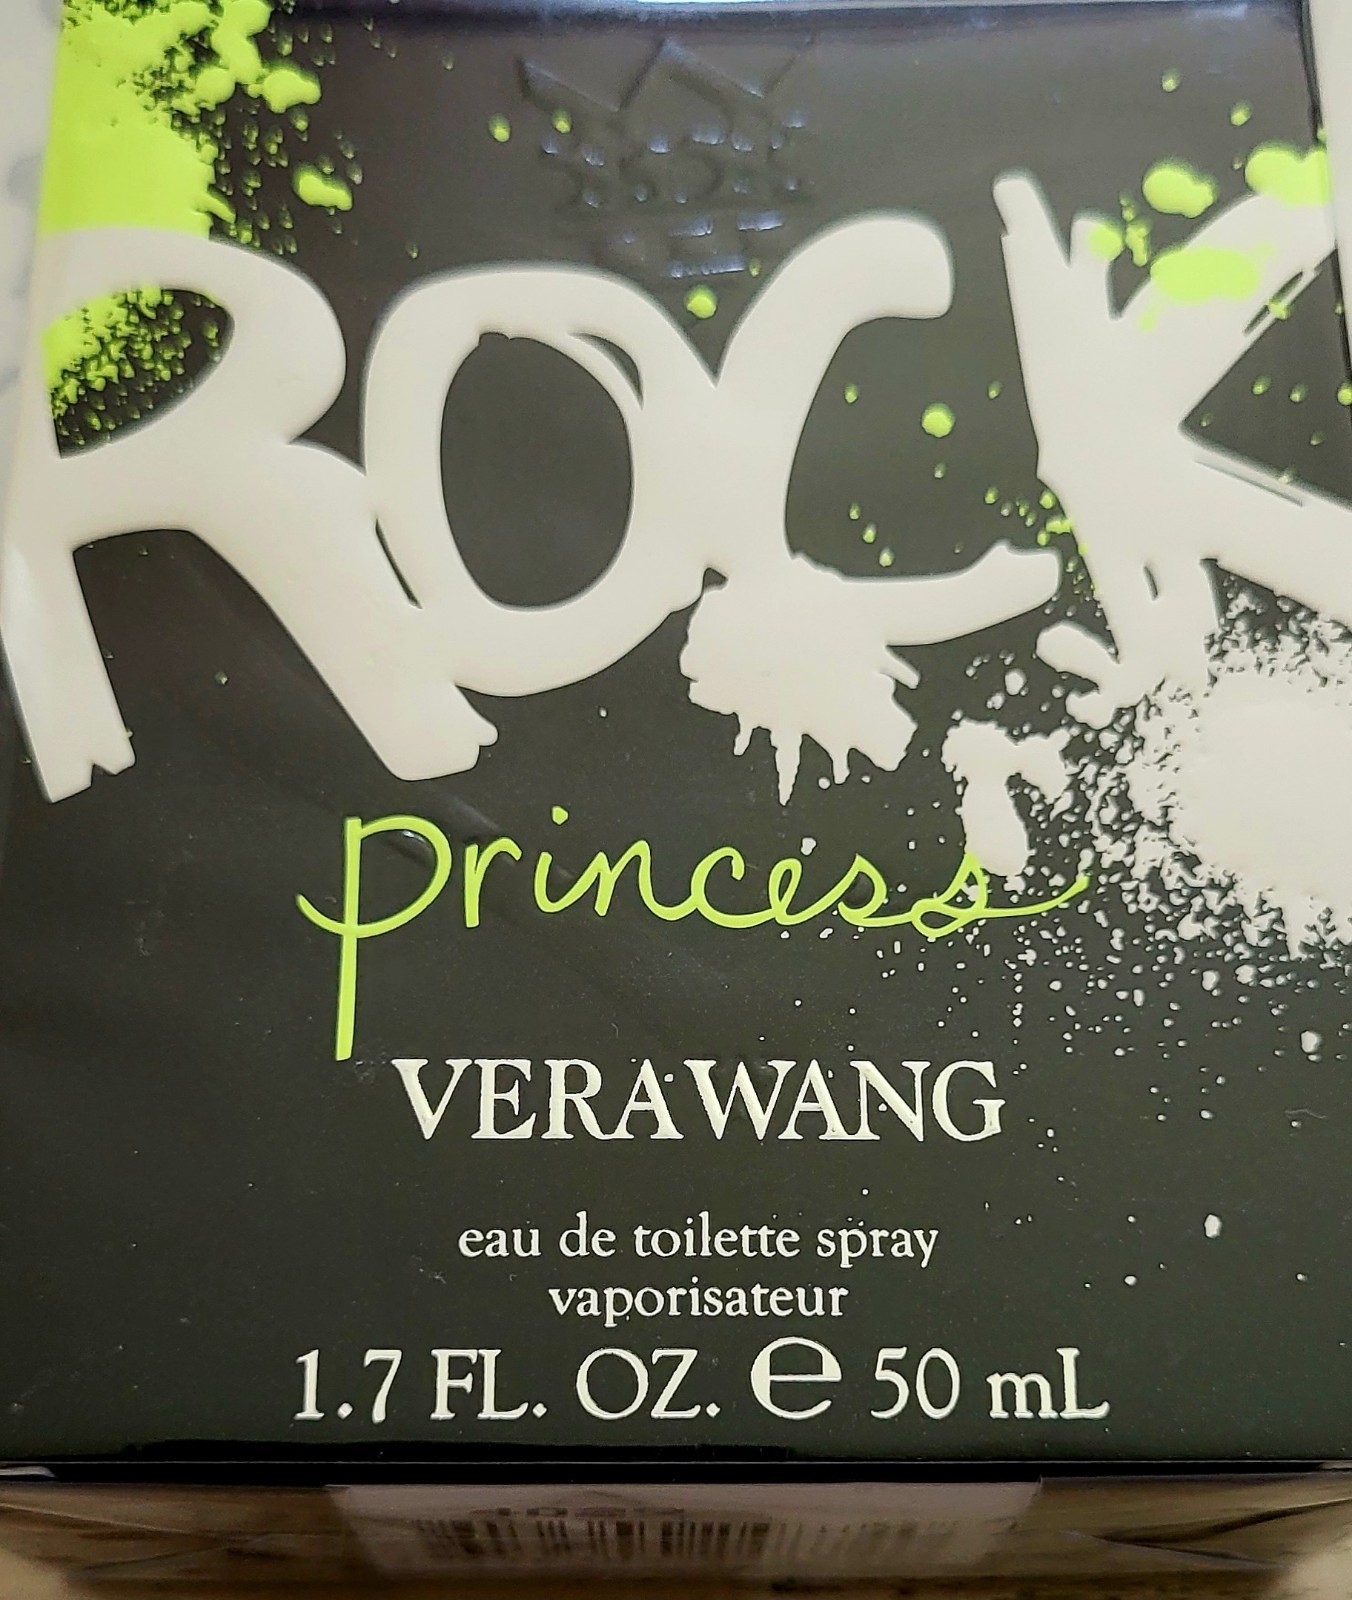 ROCK
princess
VERA WANG
eau de toilette spray
vaporisateur
1.7 FL. OZ. e 50 mL